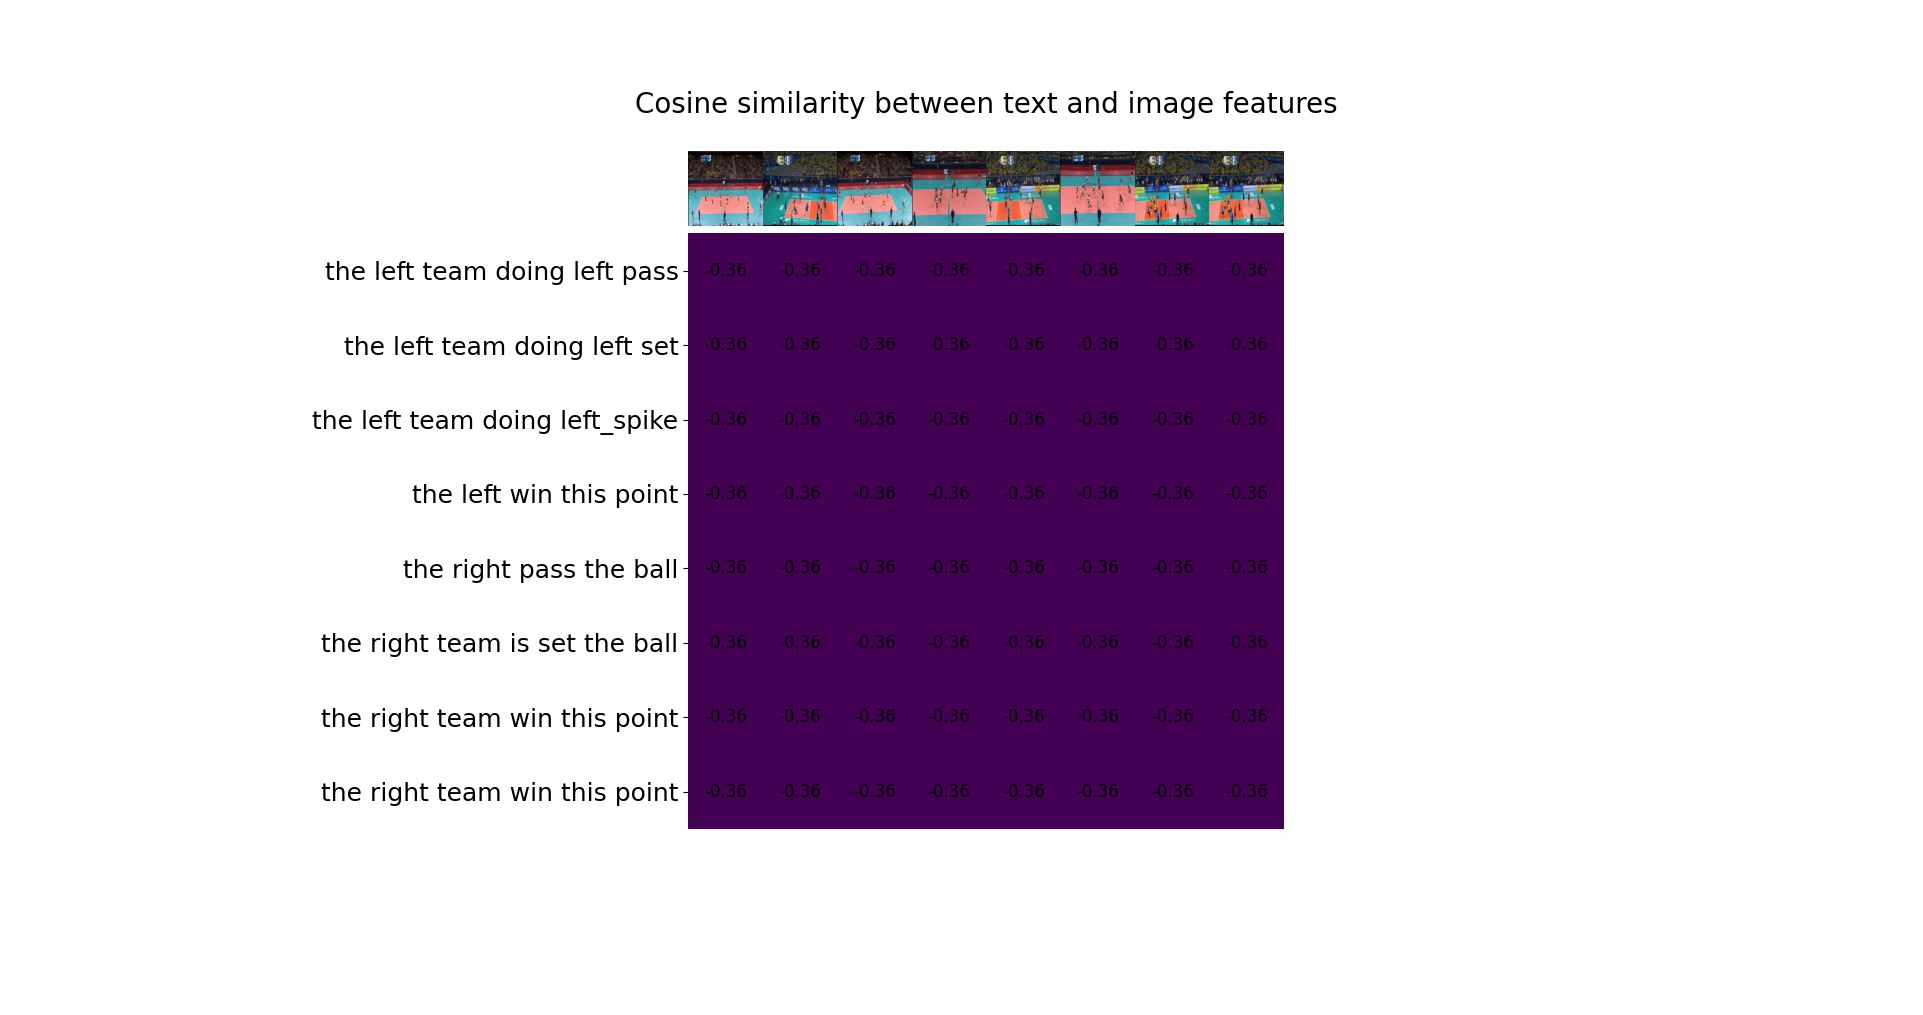 Cosine similarity between text and image features
the left team doing left pass
-0.36 -0.36 -0.36 -0.36 -0.36 -0.36 -0.36 -0.36
the left team doing left set
-0.36 -0.36 -0.36 -0.36 -0.36 -0.36 -0.36 -0.36
the left team doing left_spike
-0.36 -0.36 -0.36 -0.36 -0.36 -0.36 -0.36 -0.36
the left win this point
-0.36 -0.36 -0.36 -0.36 -0.36 -0.36 -0.36 -0.36
the right pass the ball
-0.36 -0.36 -0.36 -0.36 -0.36 -0.36 -0.36 -0.36
the right team is set the ball
-0.36 -0.36 -0.36 -0.36 -0.36 -0.36 -0.36 -0.36
the right team win this point
-0.36 -0.36 -0.36 -0.36 -0.36 -0.36 -0.36 -0.36
the right team win this point
-0.36 -0.36 -0.36 -0.36 -0.36 -0.36 -0.36 -0.36